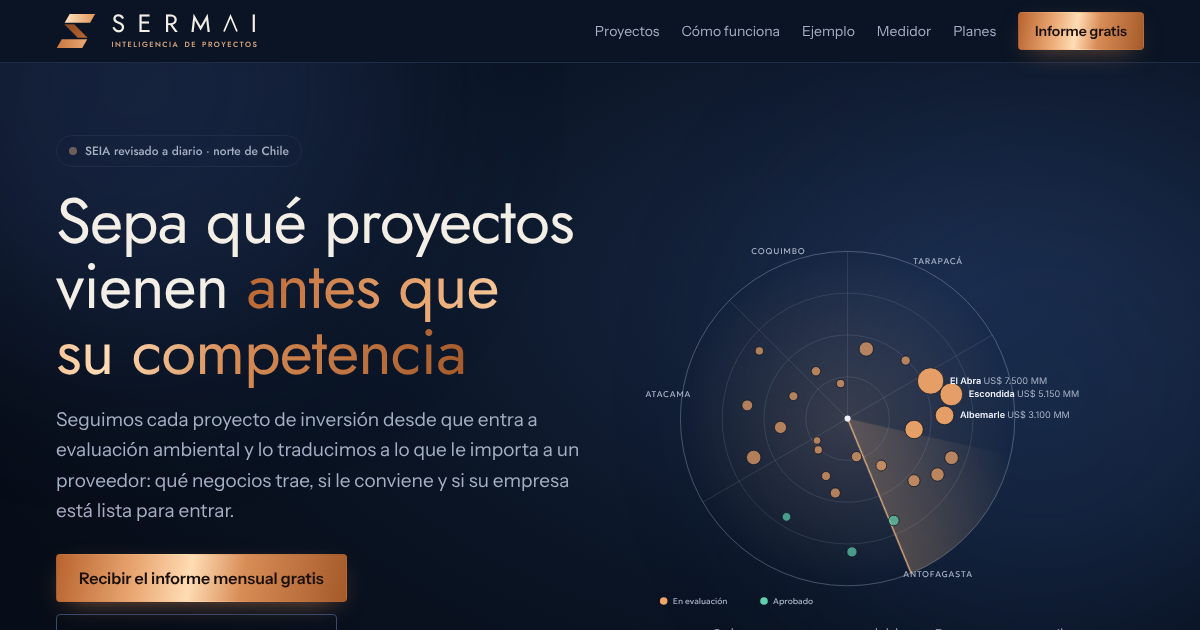 SERMAI
INTELIGENCIA DE PROYECTOS
Proyectos
Cómo funciona
Ejemplo
Medidor
Planes
Informe gratis
SEIA revisado a diario · norte de Chile
Sepa qué proyectos
vienen antes que
su competencia
Seguimos cada proyecto de inversión desde que entra a
evaluación ambiental y lo traducimos a lo que le importa a un
proveedor: qué negocios trae, si le conviene y si su empresa
está lista para entrar.
Recibir el informe mensual gratis
COQUIMBO
TARAPACÁ
ATACAMA
El Abra US$ 7.500 MM
Escondida US$ 5.150 MM
Albemarle US$ 3.100 MM
ANTOFAGASTA
En evaluación
Aprobado